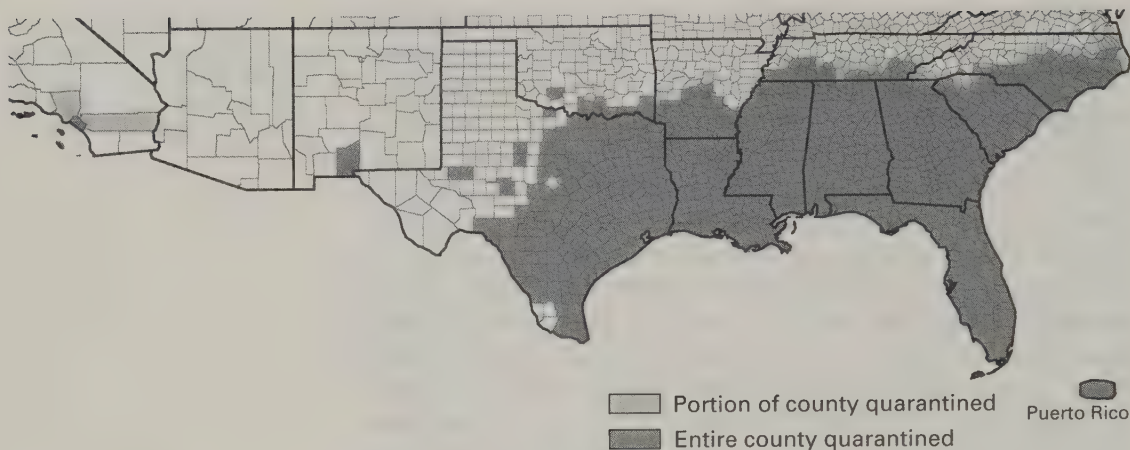 Portion of county quarantined
Entire county quarantined
Puerto Rico